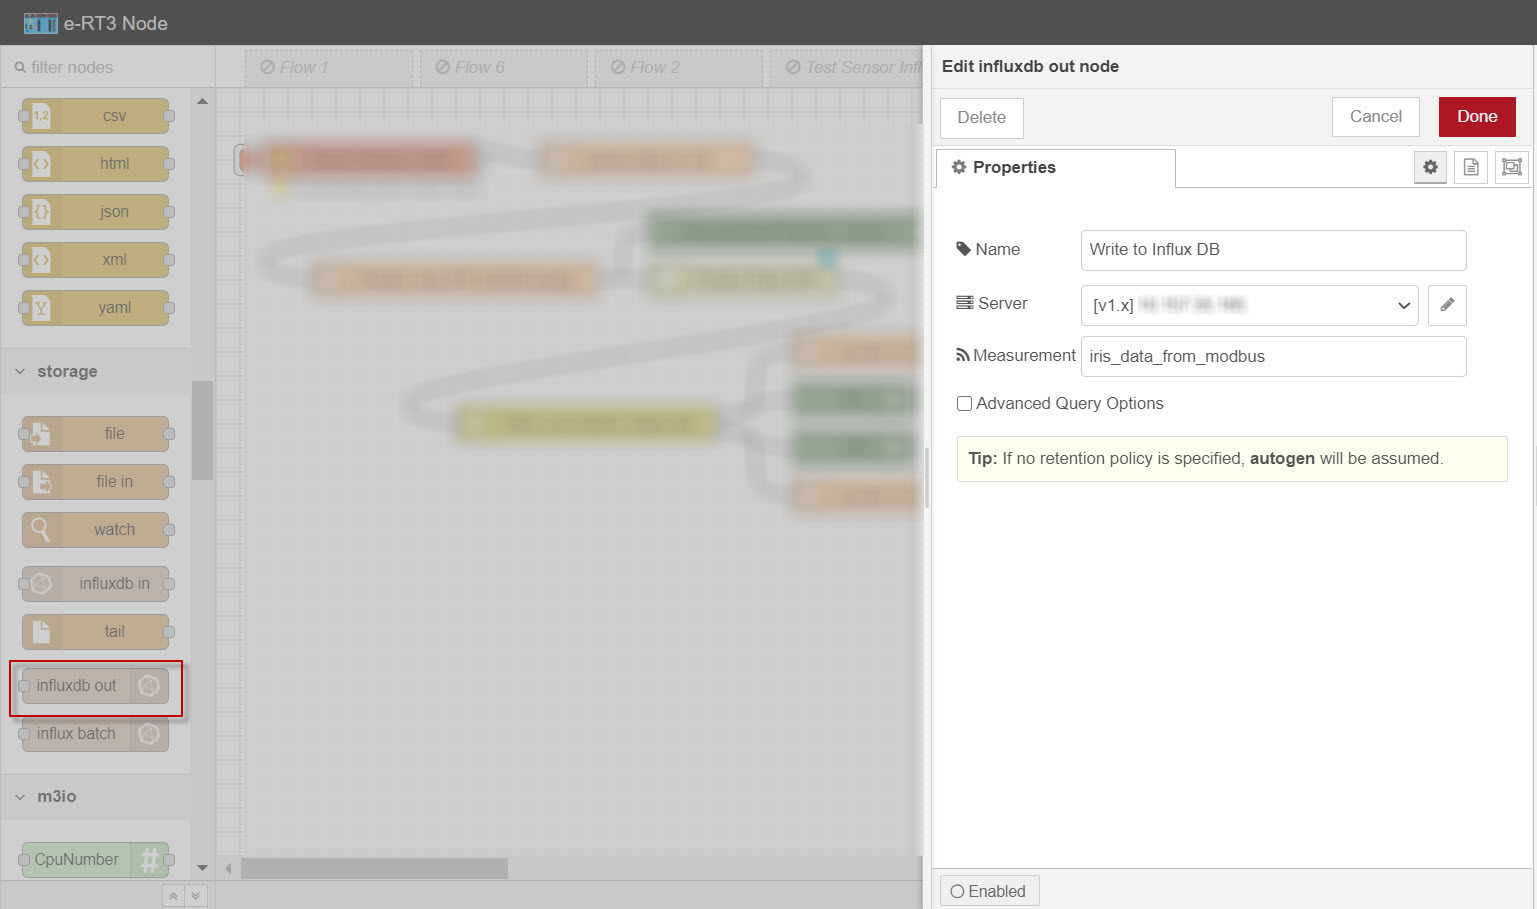 e-RT3 Node
filter nodes
csv
html
json
xml
yaml
storage
file
file in
watch
influxdb in
tail
influxdb out
influx batch
m3io
CpuNumber
Flow 1
Flow 6
Flow 2
Test Sensor Infl
Edit influxdb out node
Delete
Cancel
Done
Properties
Name
Write to Influx DB
Server
[v1.x]
Measurement
iris_data_from_modbus
Advanced Query Options
Tip: If no retention policy is specified, autogen will be assumed.
Enabled